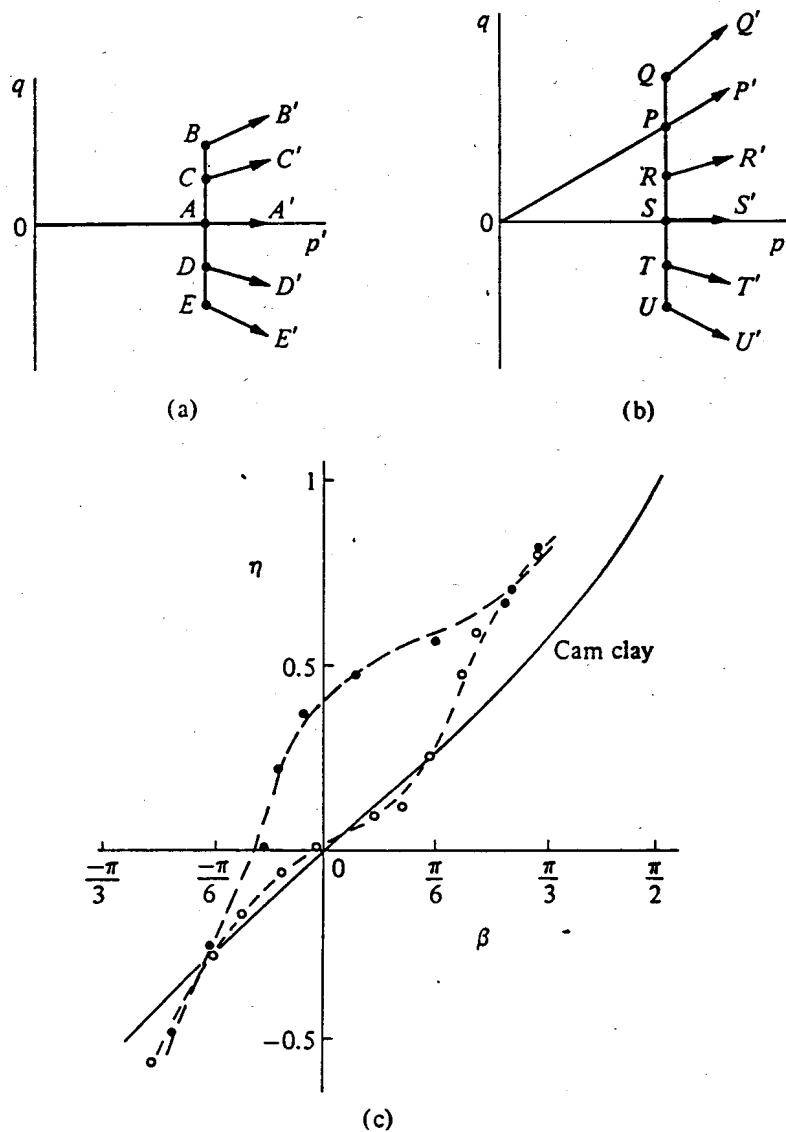 q
B
B'
C
C'
A
A'
0
p'
D
D'
E
E'
(a)
q
Q
Q'
P
P'
R
R'
S
S'
0
p
T
T'
U
U'
(b)
1
η
0.5
Cam clay
-π/3
-π/6
0
π/6
π/3
π/2
β
-0.5
(c)